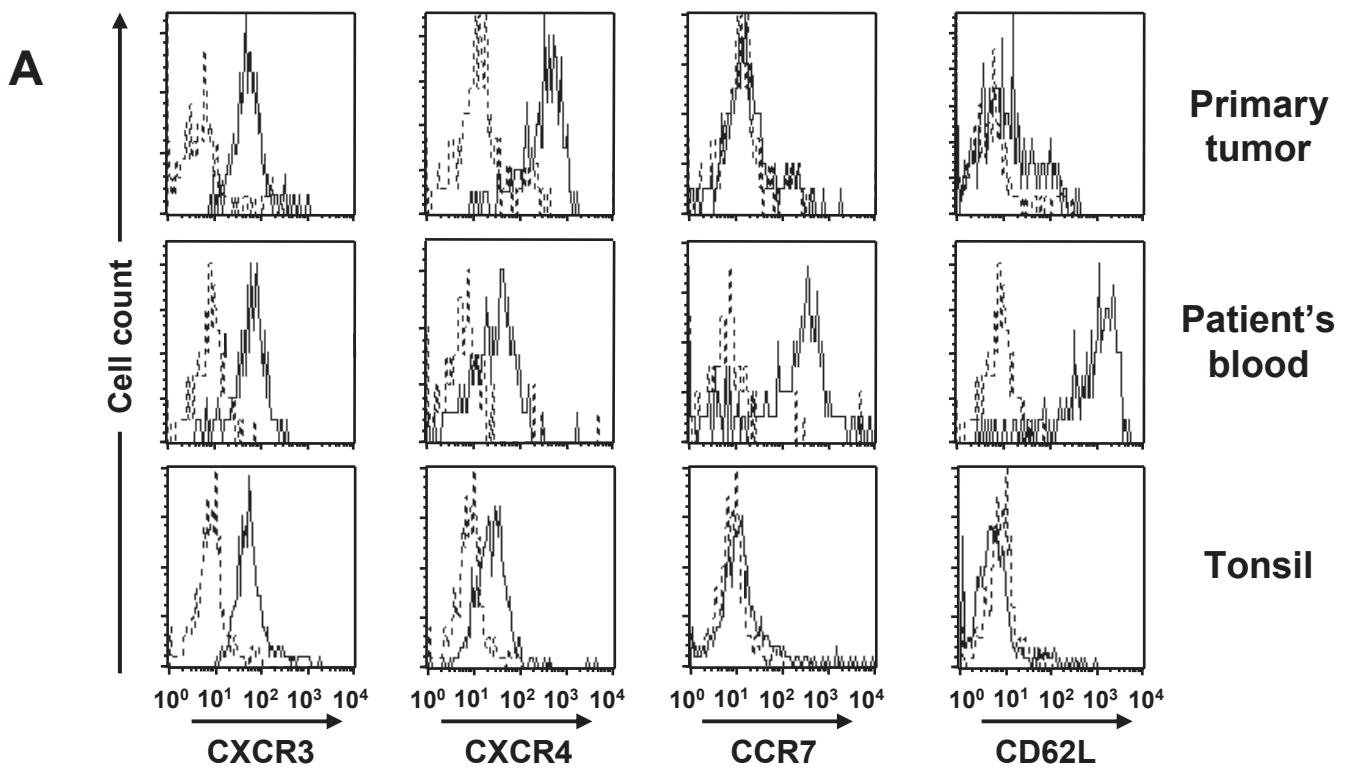 A
Cell count
Primary
tumor
Patient's
blood
Tonsil
10⁰ 10¹ 10² 10³ 10⁴ 10⁰ 10¹ 10² 10³ 10⁴ 10⁰ 10¹ 10² 10³ 10⁴ 10⁰ 10¹ 10² 10³ 10⁴
CXCR3 CXCR4 CCR7 CD62L